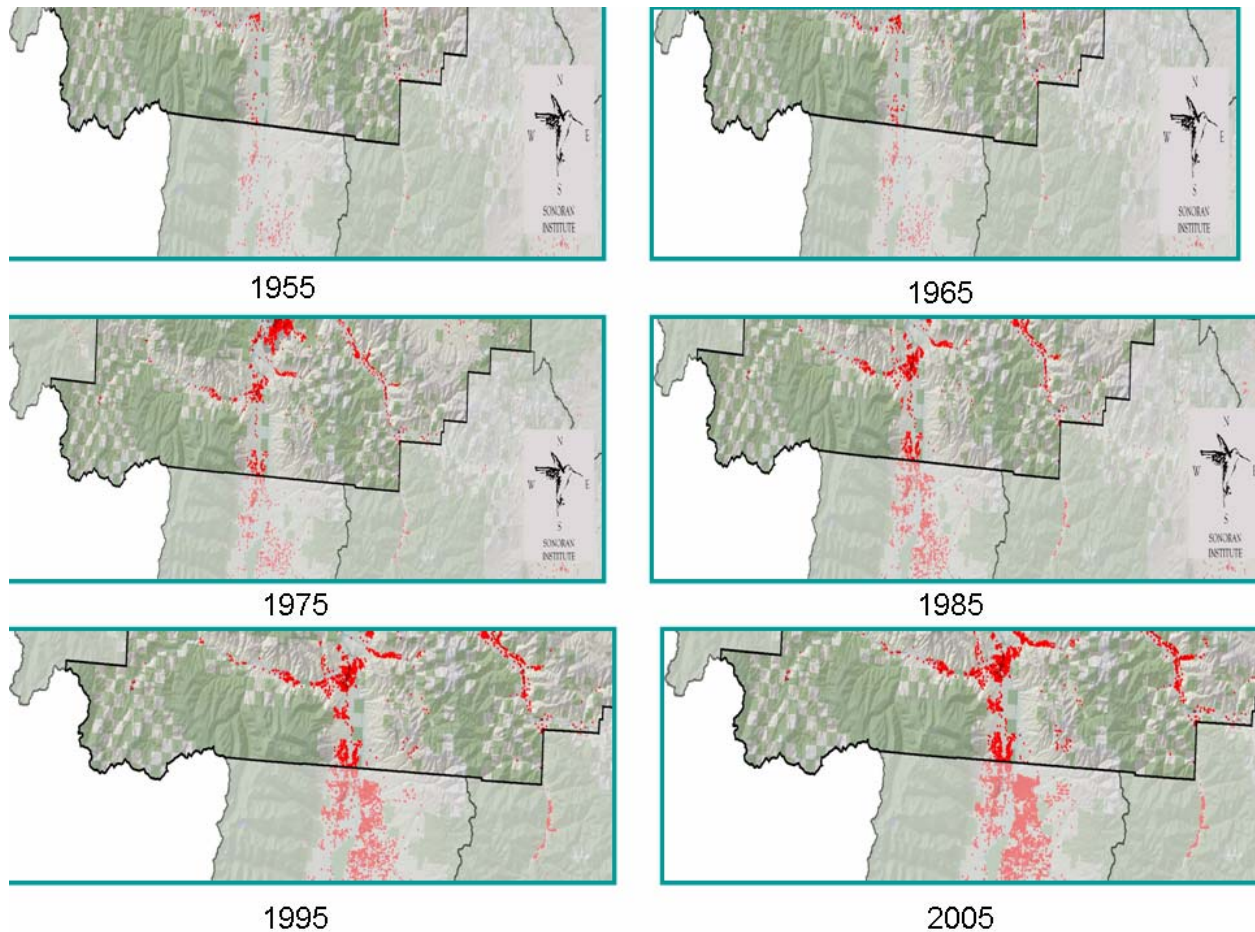 N
W E
S
SONORAN
INSTITUTE
N
W E
S
SONORAN
INSTITUTE
1955
1965
N
W E
S
SONORAN
INSTITUTE
N
W E
S
SONORAN
INSTITUTE
1975
1985
1995
2005